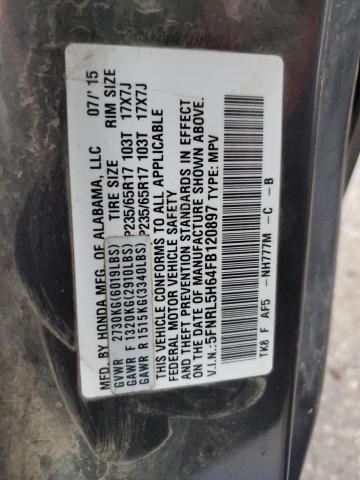 MFD. BY HONDA MFG. OF ALABAMA, LLC 07/'15
TIRE SIZE RIM SIZE
GVWR 2730KG(6019LBS)
GAWR F 1320KG(2910LBS) P235/65R17 103T 17X7J
GAWR R 1515KG(3340LBS) P235/65R17 103T 17X7J
THIS VEHICLE CONFORMS TO ALL APPLICABLE
FEDERAL MOTOR VEHICLE SAFETY
AND THEFT PREVENTION STANDARDS IN EFFECT
ON THE DATE OF MANUFACTURE SHOWN ABOVE.
V.I.N.: 5FNRL5H64FB120897 TYPE: MPV
TK8 F AF5 -NH777M -C -B